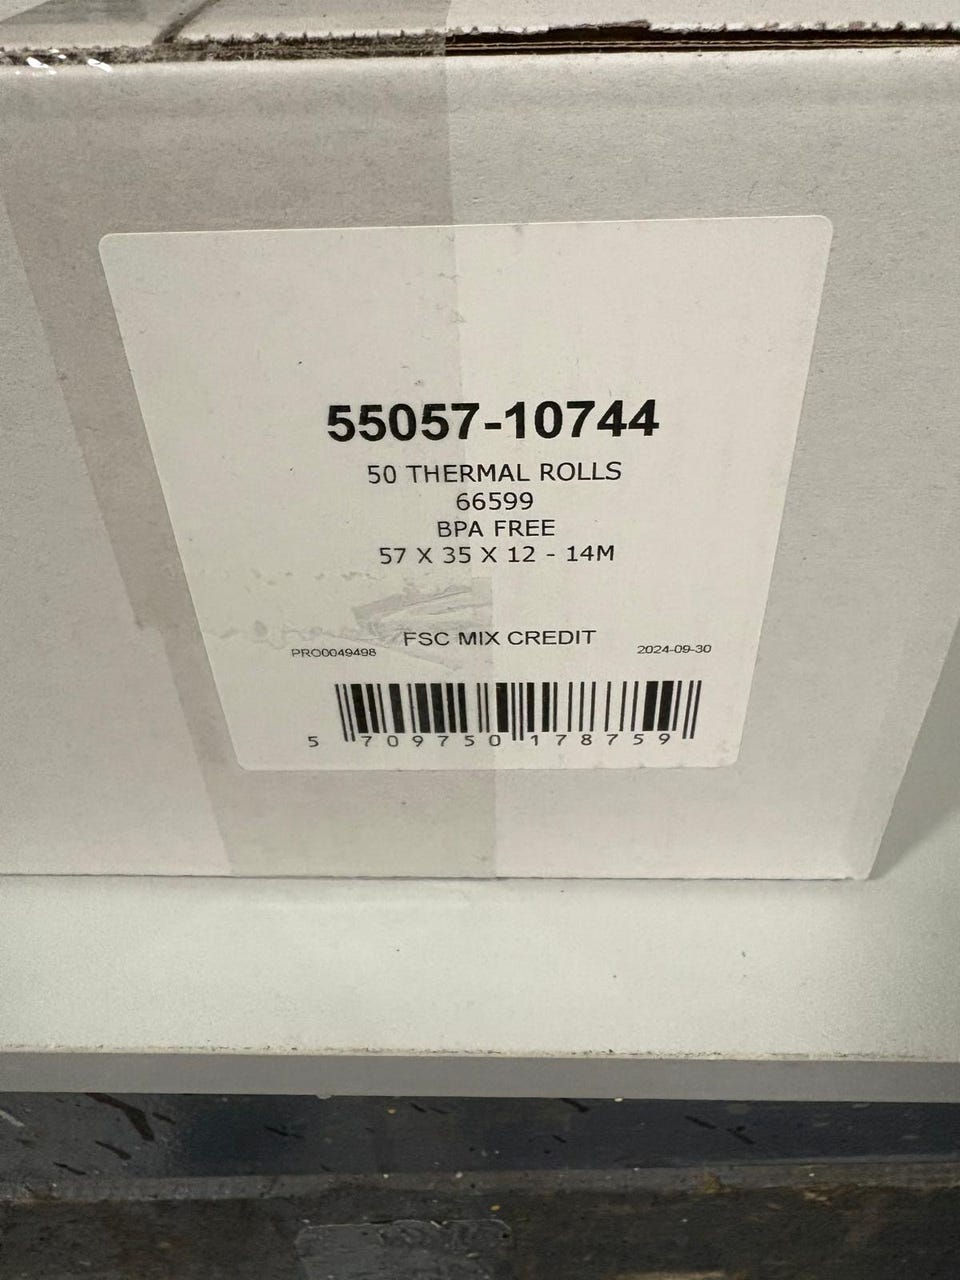 55057-10744
50 THERMAL ROLLS
66599
BPA FREE
57 X 35 X 12 - 14M
FSC MIX CREDIT
PRO0049498
2024-09-30
5 709750 178759